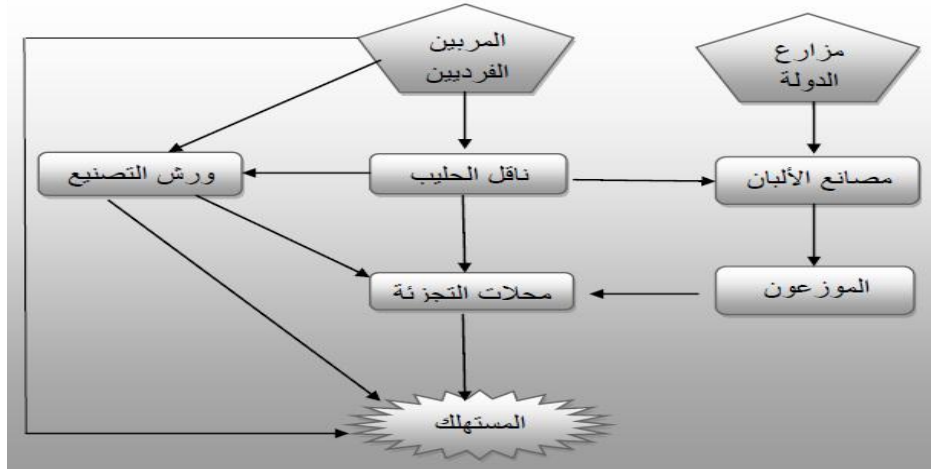 المربين
الفرديين
مزارع
الدولة
ورش التصنيع
ناقل الحليب
مصانع الألبان
محلات التجزئة
الموزعون
المستهلك